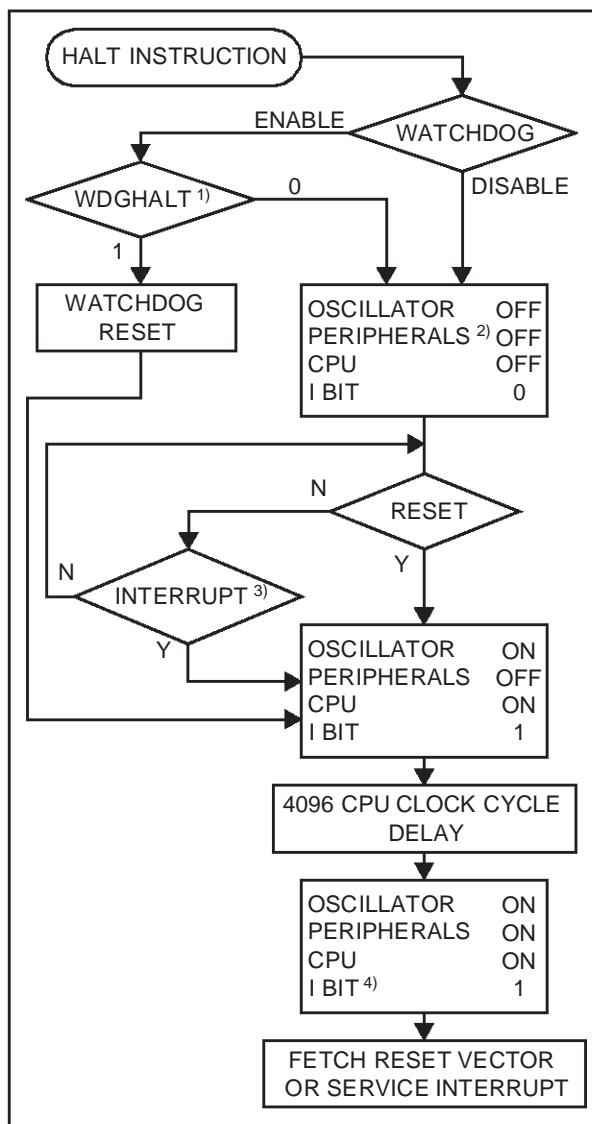 HALT INSTRUCTION
ENABLE
WATCHDOG
WDGHALT 1)
0
DISABLE
1
WATCHDOG
RESET
OSCILLATOR OFF
PERIPHERALS 2) OFF
CPU OFF
I BIT 0
N
RESET
N
Y
INTERRUPT 3)
Y
OSCILLATOR ON
PERIPHERALS OFF
CPU ON
I BIT 1
4096 CPU CLOCK CYCLE
DELAY
OSCILLATOR ON
PERIPHERALS ON
CPU ON
I BIT 4) 1
FETCH RESET VECTOR
OR SERVICE INTERRUPT